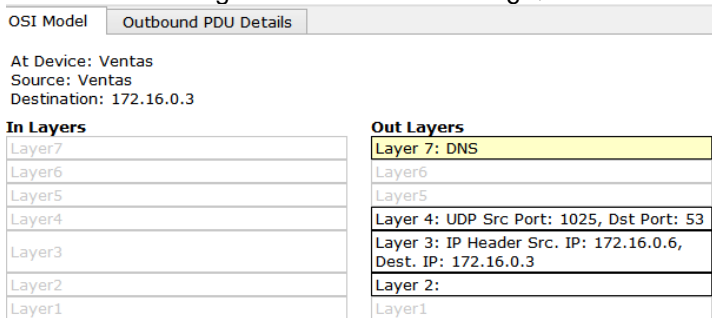 OSI Model
Outbound PDU Details
At Device: Ventas
Source: Ventas
Destination: 172.16.0.3
In Layers
Layer7
Layer6
Layer5
Layer4
Layer3
Layer2
Layer1
Out Layers
Layer 7: DNS
Layer6
Layer5
Layer 4: UDP Src Port: 1025, Dst Port: 53
Layer 3: IP Header Src. IP: 172.16.0.6,
Dest. IP: 172.16.0.3
Layer 2:
Layer1